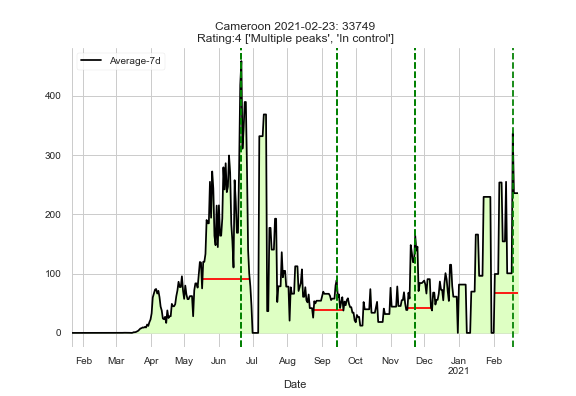 Cameroon 2021-02-23: 33749
Rating:4 ['Multiple peaks', 'In control']
Average-7d
400
300
200
100
0
Feb Mar Apr May Jun Jul Aug Sep Oct Nov Dec Jan Feb
2021
Date